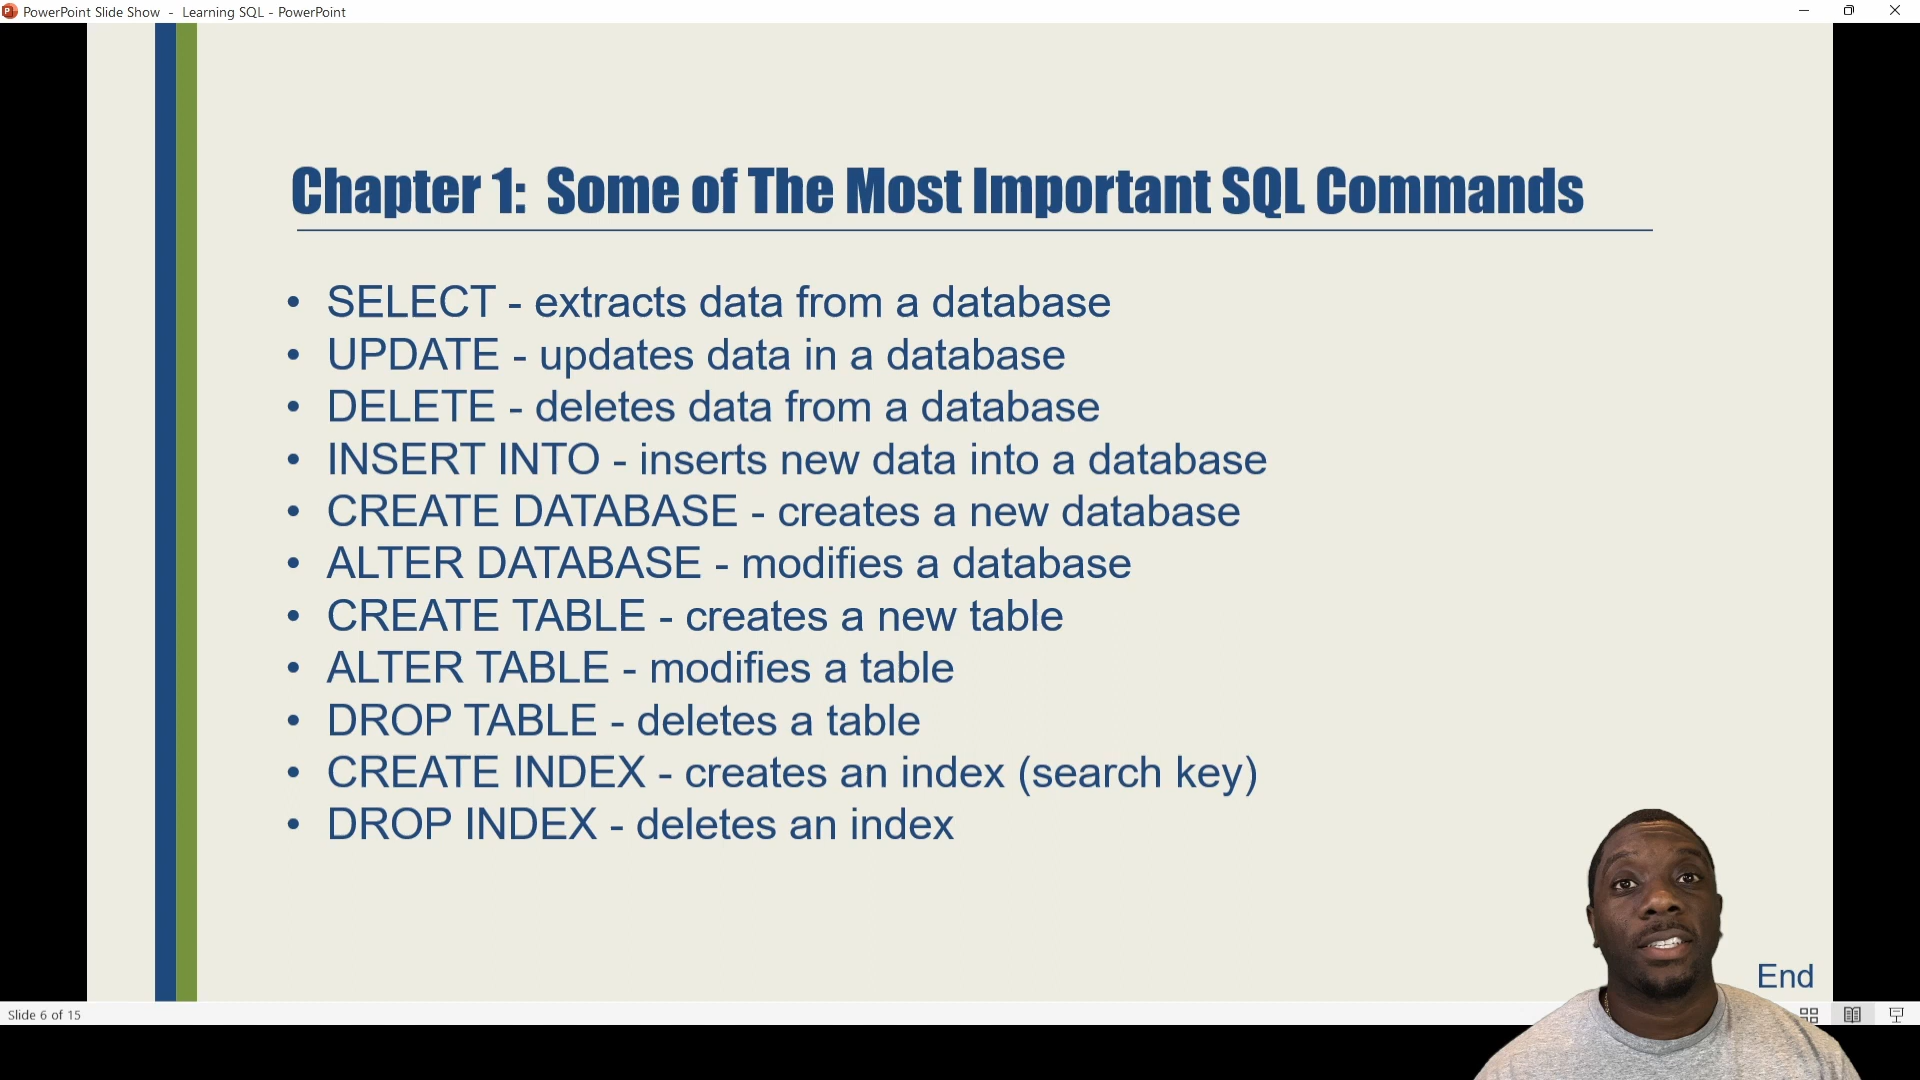 PowerPoint Slide Show - Learning SQL - PowerPoint
Chapter 1: Some of The Most Important SQL Commands
• SELECT - extracts data from a database
• UPDATE - updates data in a database
• DELETE - deletes data from a database
• INSERT INTO - inserts new data into a database
• CREATE DATABASE - creates a new database
• ALTER DATABASE - modifies a database
• CREATE TABLE - creates a new table
• ALTER TABLE - modifies a table
• DROP TABLE - deletes a table
• CREATE INDEX - creates an index (search key)
• DROP INDEX - deletes an index
End
Slide 6 of 15